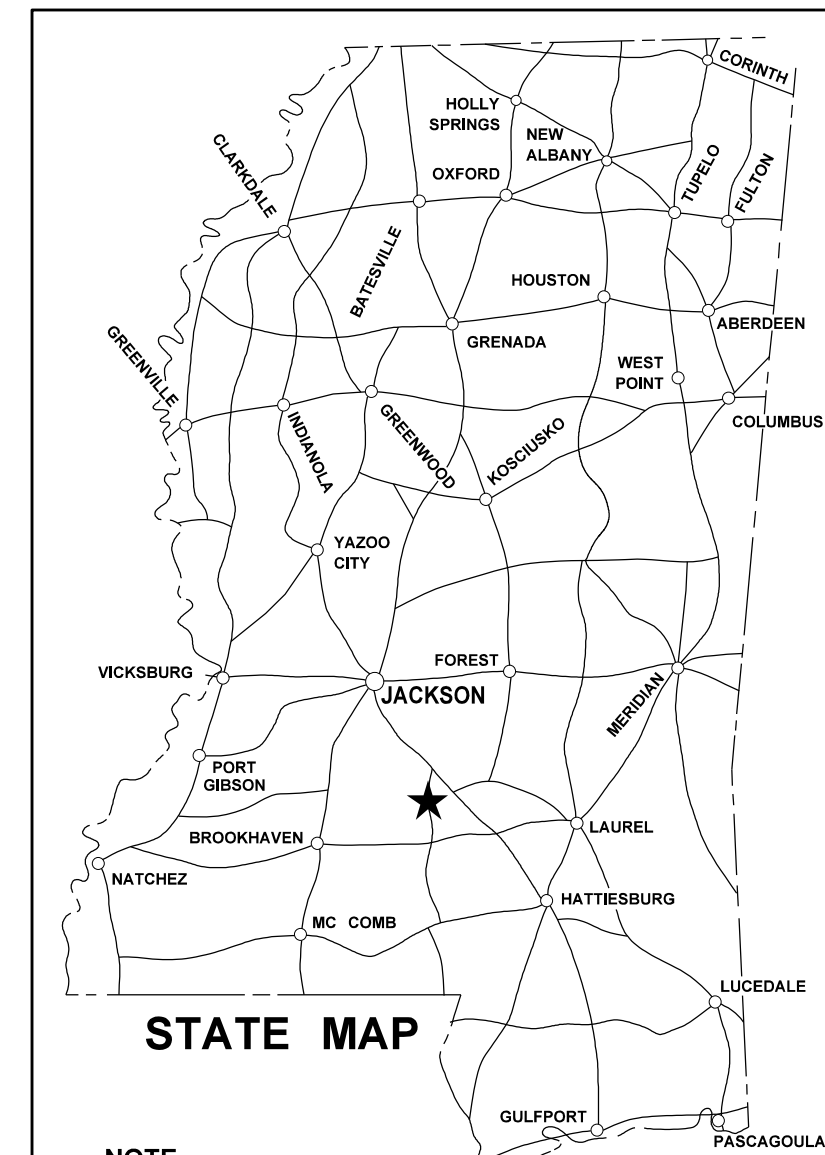 CORINTH
HOLLY
SPRINGS
NEW
ALBANY
CLARKDALE
OXFORD
TUPELO
FULTON
BATESVILLE
HOUSTON
ABERDEEN
GREENVILLE
GRENADA
WEST
POINT
COLUMBUS
INDIANOLA
GREENWOOD
KOSCIUSKO
YAZOO
CITY
VICKSBURG
FOREST
JACKSON
MERIDIAN
PORT
GIBSON
BROOKHAVEN
LAUREL
NATCHEZ
HATTIESBURG
MC COMB
LUCEDALE
STATE MAP
GULFPORT
PASCAGOULA
NOTE